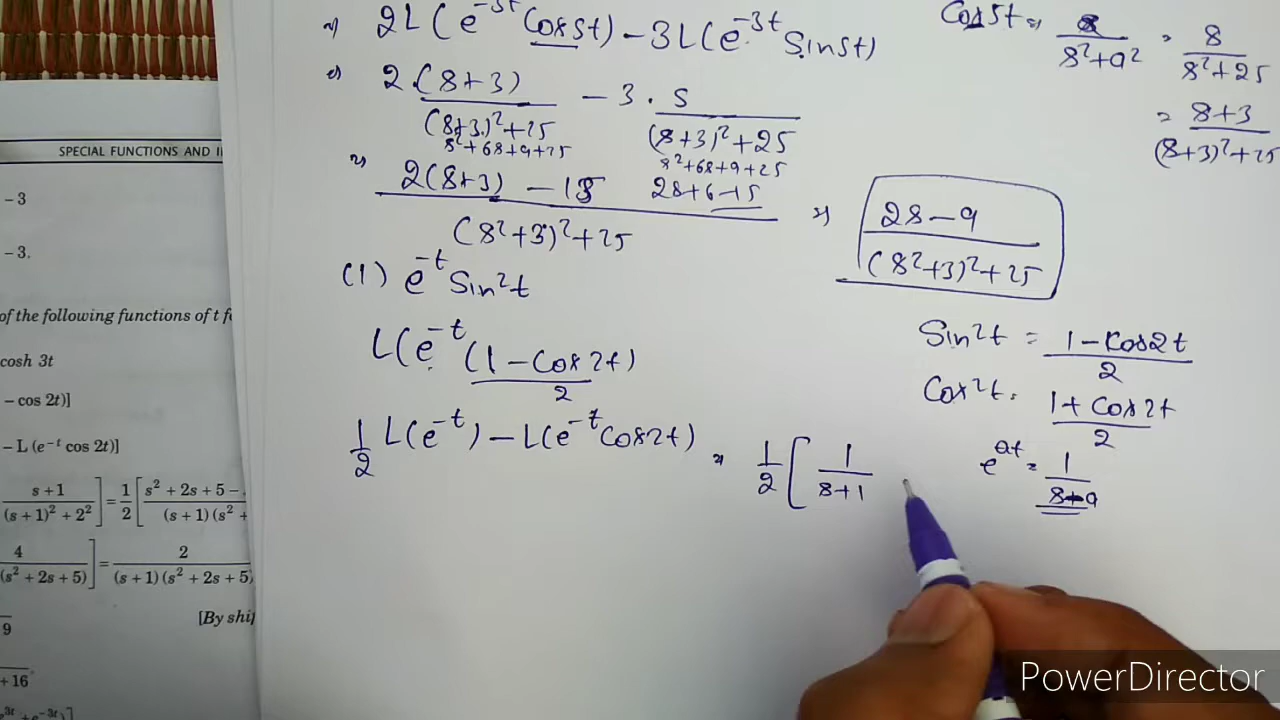 =) 2L(e^-3t Cos5t) - 3L(e^-3t Sin5t)
=) 2.(s+3)/((s+3)²+25) - 3.5/((s+3)²+25)
s²+6s+9+25 s²+6s+9+25
=) (2(s+3) - 15)/((s²+3)²+25) 2s+6-15
=) (2s-9)/((s²+3)²+25)
Cos5t = s/(s²+a²) = s/(s²+25)
= (s+3)/((s+3)²+25)
(1) e^-t Sin²t
L(e^-t (1-Cos2t)/2)
1/2 L(e^-t) - L(e^-t Cos2t) = 1/2 [ 1/(s+1)
Sin²t = (1-Cos2t)/2
Cos²t = (1+Cos2t)/2
e^at = 1/(s-a)
SPECIAL FUNCTIONS AND
-3
-3.
of the following functions of t
cosh 3t
- cos 2t)]
- L (e^-t cos 2t)]
(s+1)/((s+1)²+2²)] = 1/2 [(s²+2s+5-
(s+1)(s²+
4/(s²+2s+5)] = 2/((s+1)(s²+2s+5)
[By shi
9
+16
PowerDirector